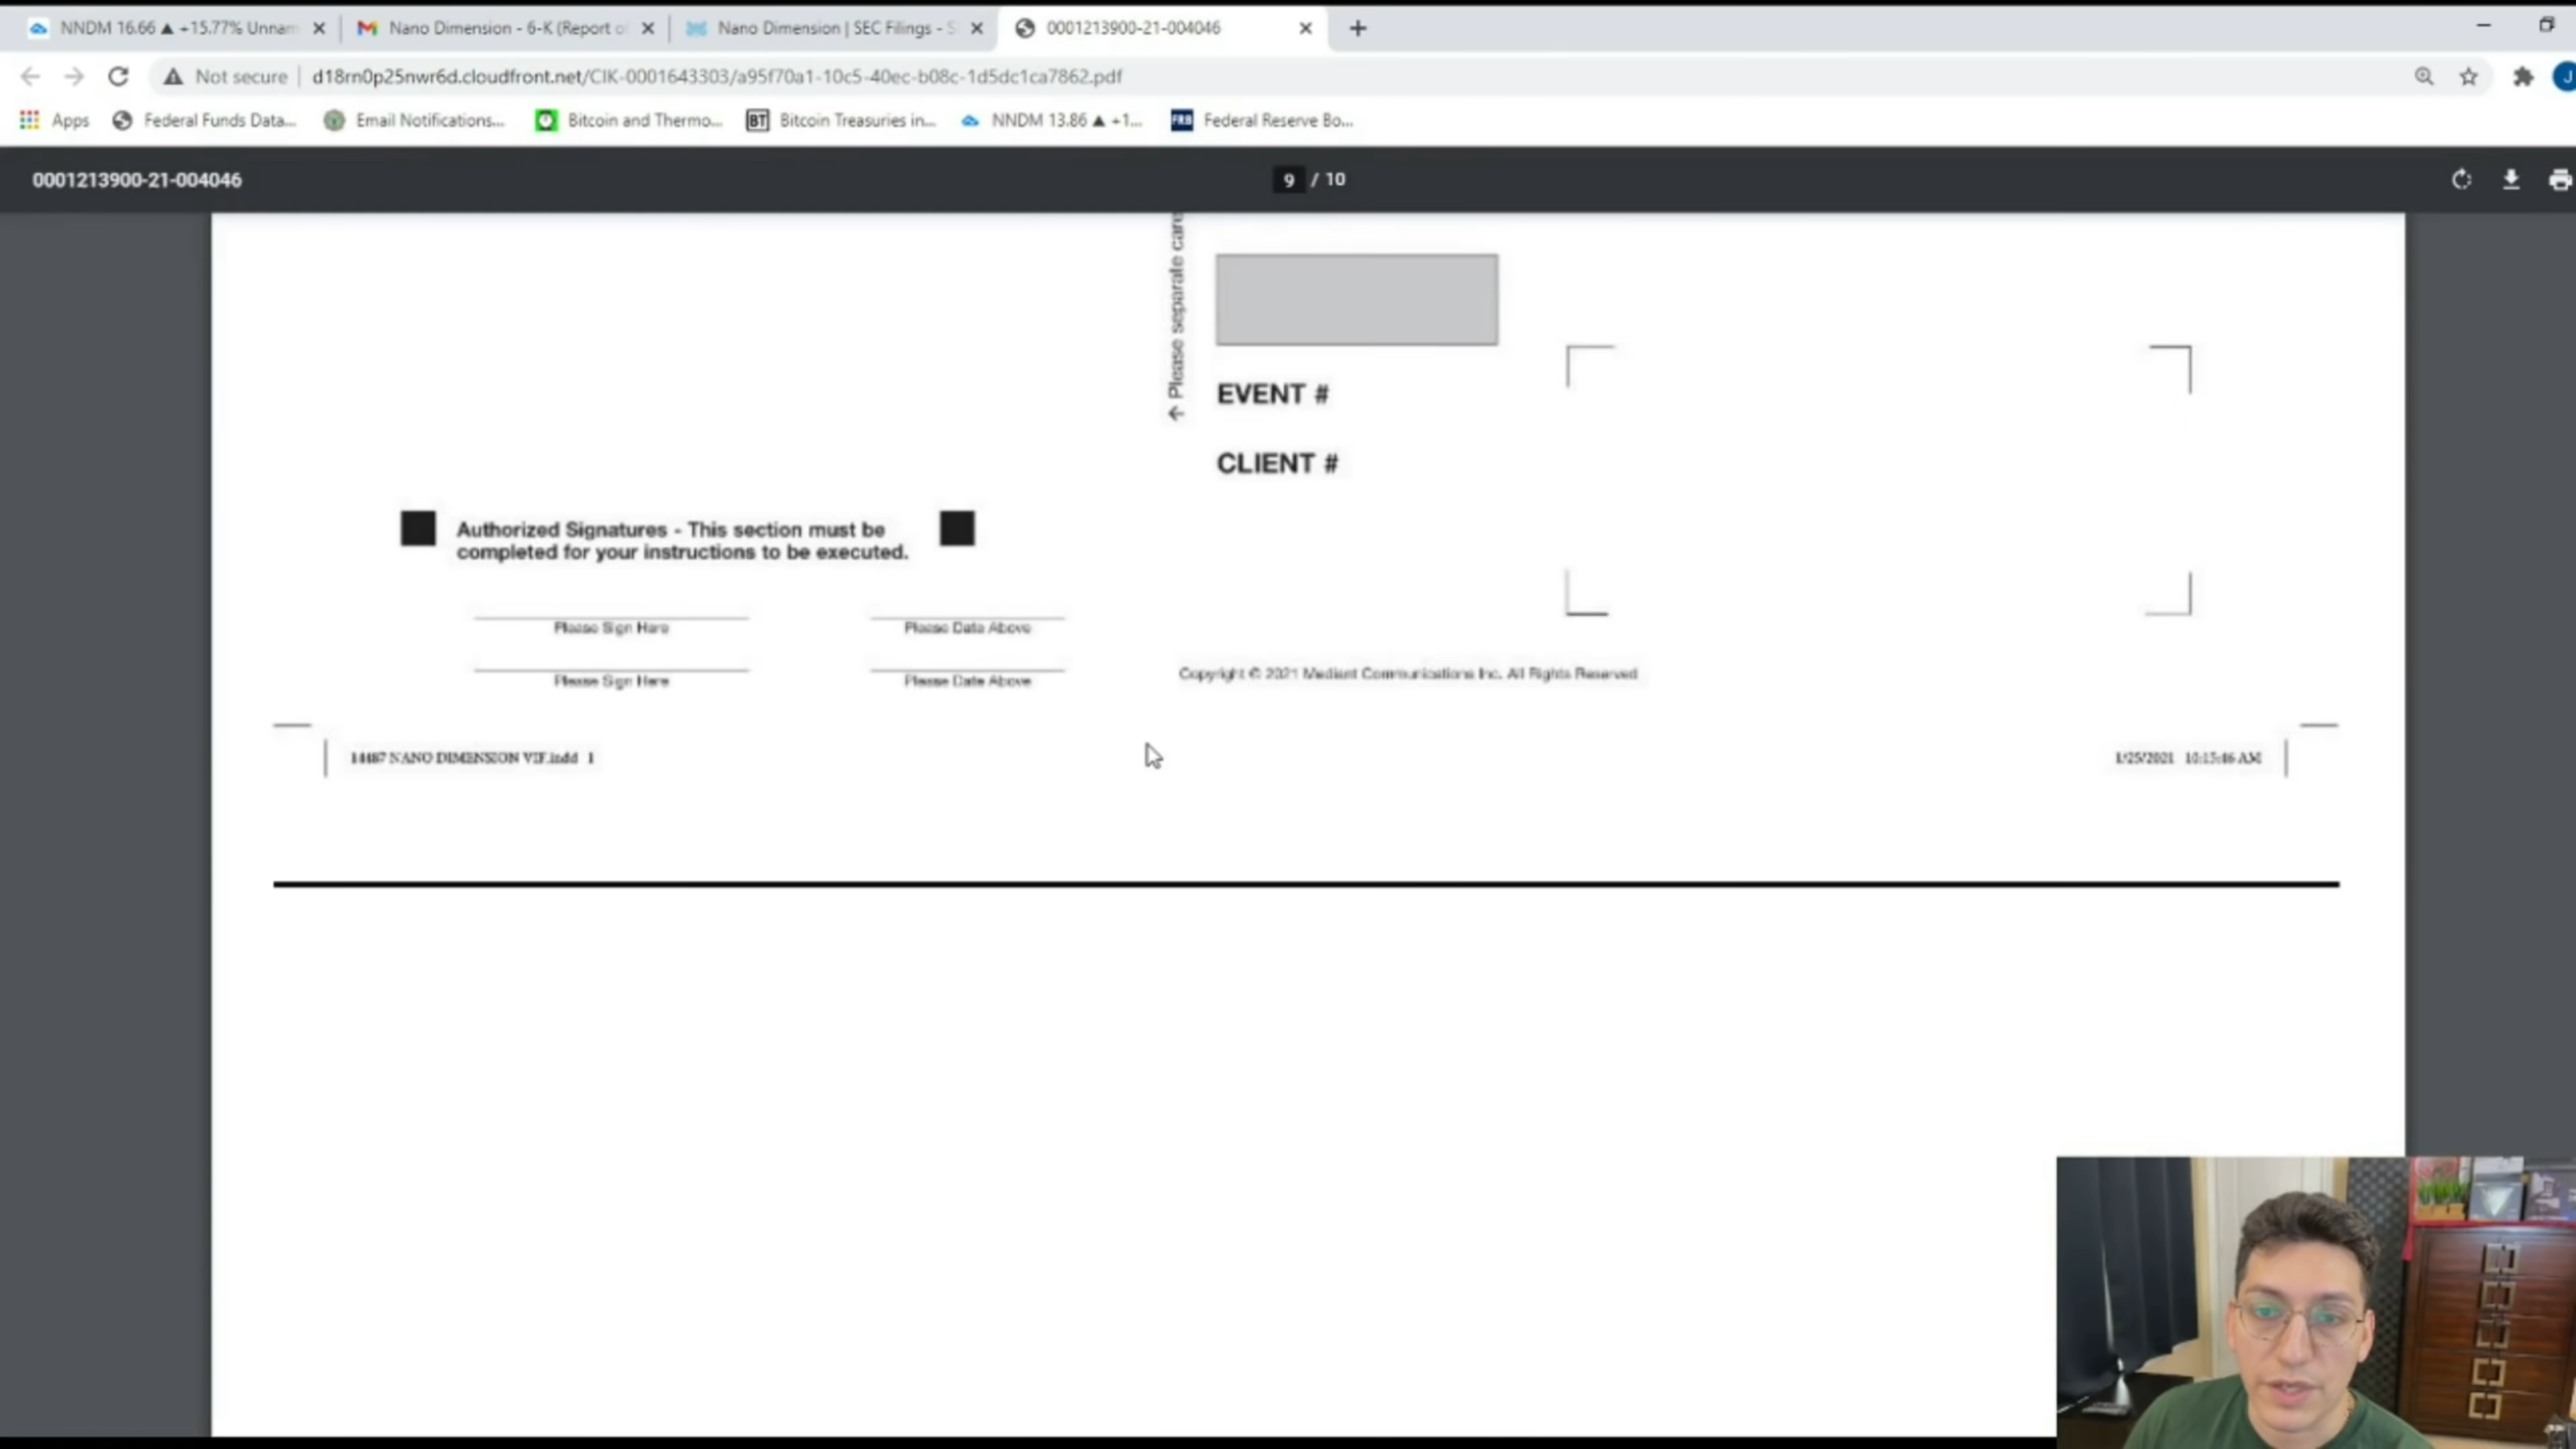 NNDM 16.66 ▲ +15.77% Unnam
Nano Dimension - 6-K (Report of
Nano Dimension | SEC Filings - S
0001213900-21-004046
Not secure | d18rn0p25nwr6d.cloudfront.net/CIK-0001643303/a95f70a1-10c5-40ec-b08c-1d5dc1ca7862.pdf
J
Apps
Federal Funds Data...
Email Notifications...
Bitcoin and Thermo...
BT Bitcoin Treasuries in...
NNDM 13.86 ▲ +1...
FRB Federal Reserve Bo...
0001213900-21-004046
9 / 10
← Please separate care
EVENT #
CLIENT #
Authorized Signatures - This section must be
completed for your instructions to be executed.
Please Sign Here
Please Date Above
Please Sign Here
Please Date Above
Copyright © 2021 Mediant Communications Inc. All Rights Reserved
14487 NANO DIMENSION VIF.indd 1
1/25/2021 10:15:46 AM